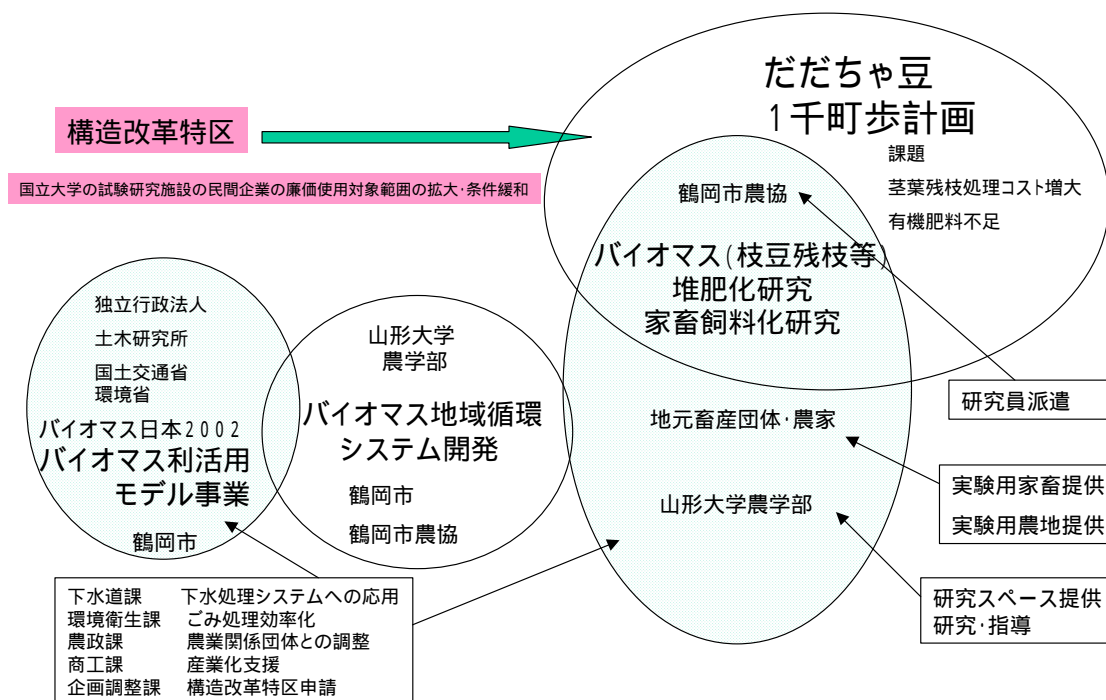 だだちゃ豆
1千町歩計画
課題
茎葉残枝処理コスト増大
有機肥料不足
構造改革特区
国立大学の試験研究施設の民間企業の廉価使用対象範囲の拡大・条件緩和
鶴岡市農協
バイオマス(枝豆残枝等)
堆肥化研究
家畜飼料化研究
地元畜産団体・農家
山形大学農学部
独立行政法人
土木研究所
国土交通省
環境省
バイオマス日本2002
バイオマス利活用
モデル事業
鶴岡市
山形大学
農学部
バイオマス地域循環
システム開発
鶴岡市
鶴岡市農協
研究員派遣
実験用家畜提供
実験用農地提供
研究スペース提供
研究・指導
下水道課 下水処理システムへの応用
環境衛生課 ごみ処理効率化
農政課 農業関係団体との調整
商工課 産業化支援
企画調整課 構造改革特区申請